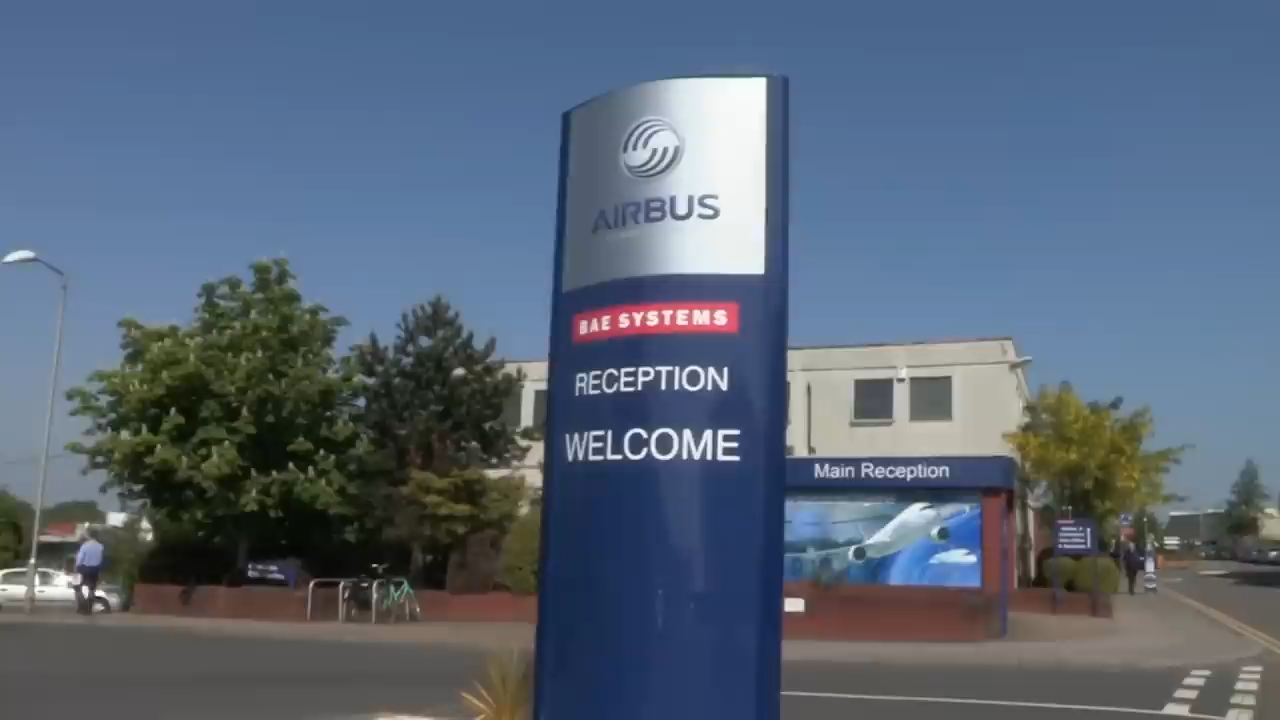 AIRBUS
BAE SYSTEMS
RECEPTION
WELCOME
Main Reception